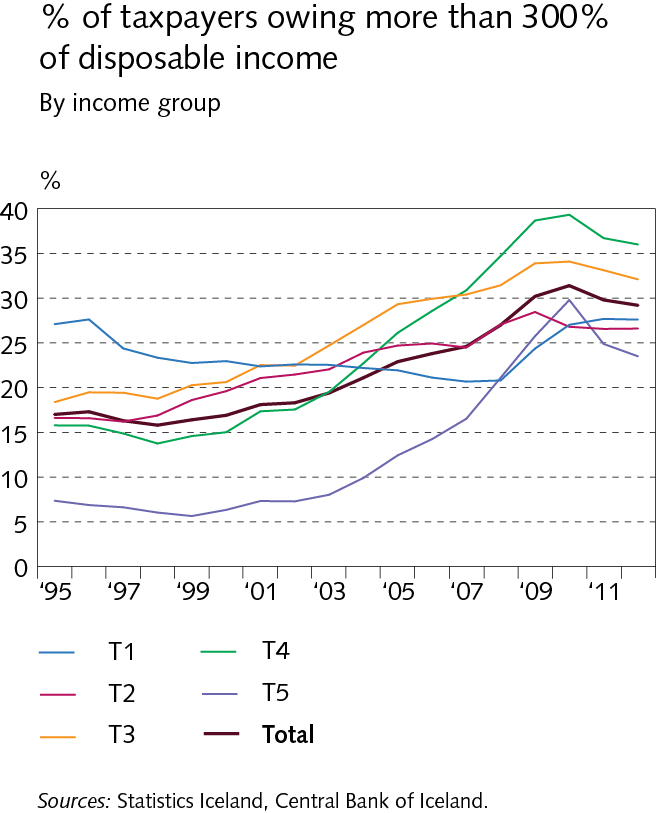 % of taxpayers owing more than 300%
of disposable income
By income group
%
40
35
30
25
20
15
10
5
0
‘95 ‘97 ‘99 ‘01 ‘03 ‘05 ‘07 ‘09 ‘11
T1 T4
T2 T5
T3 Total
Sources: Statistics Iceland, Central Bank of Iceland.